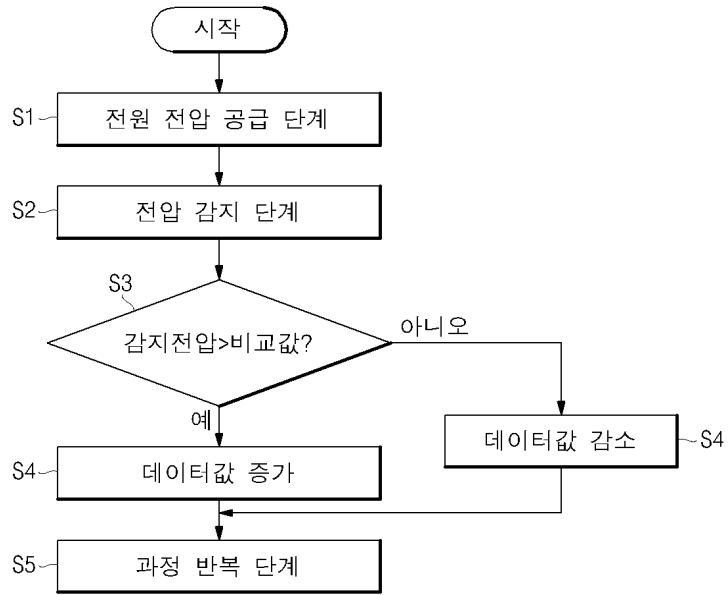 시작
S1
전원 전압 공급 단계
S2
전압 감지 단계
S3
감지전압>비교값?
아니오
예
S4
데이터값 증가
데이터값 감소
S4
S5
과정 반복 단계